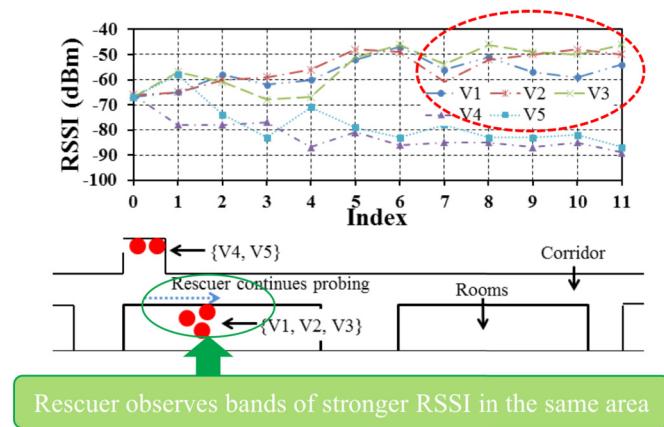 -40
-50
-60
-70
-80
-90
-100
RSSI (dBm)
V1 V2 V3
V4 V5
0 1 2 3 4 5 6 7 8 9 10 11
Index
{V4, V5}
Corridor
Rescuer continues probing
Rooms
{V1, V2, V3}
Rescuer observes bands of stronger RSSI in the same area